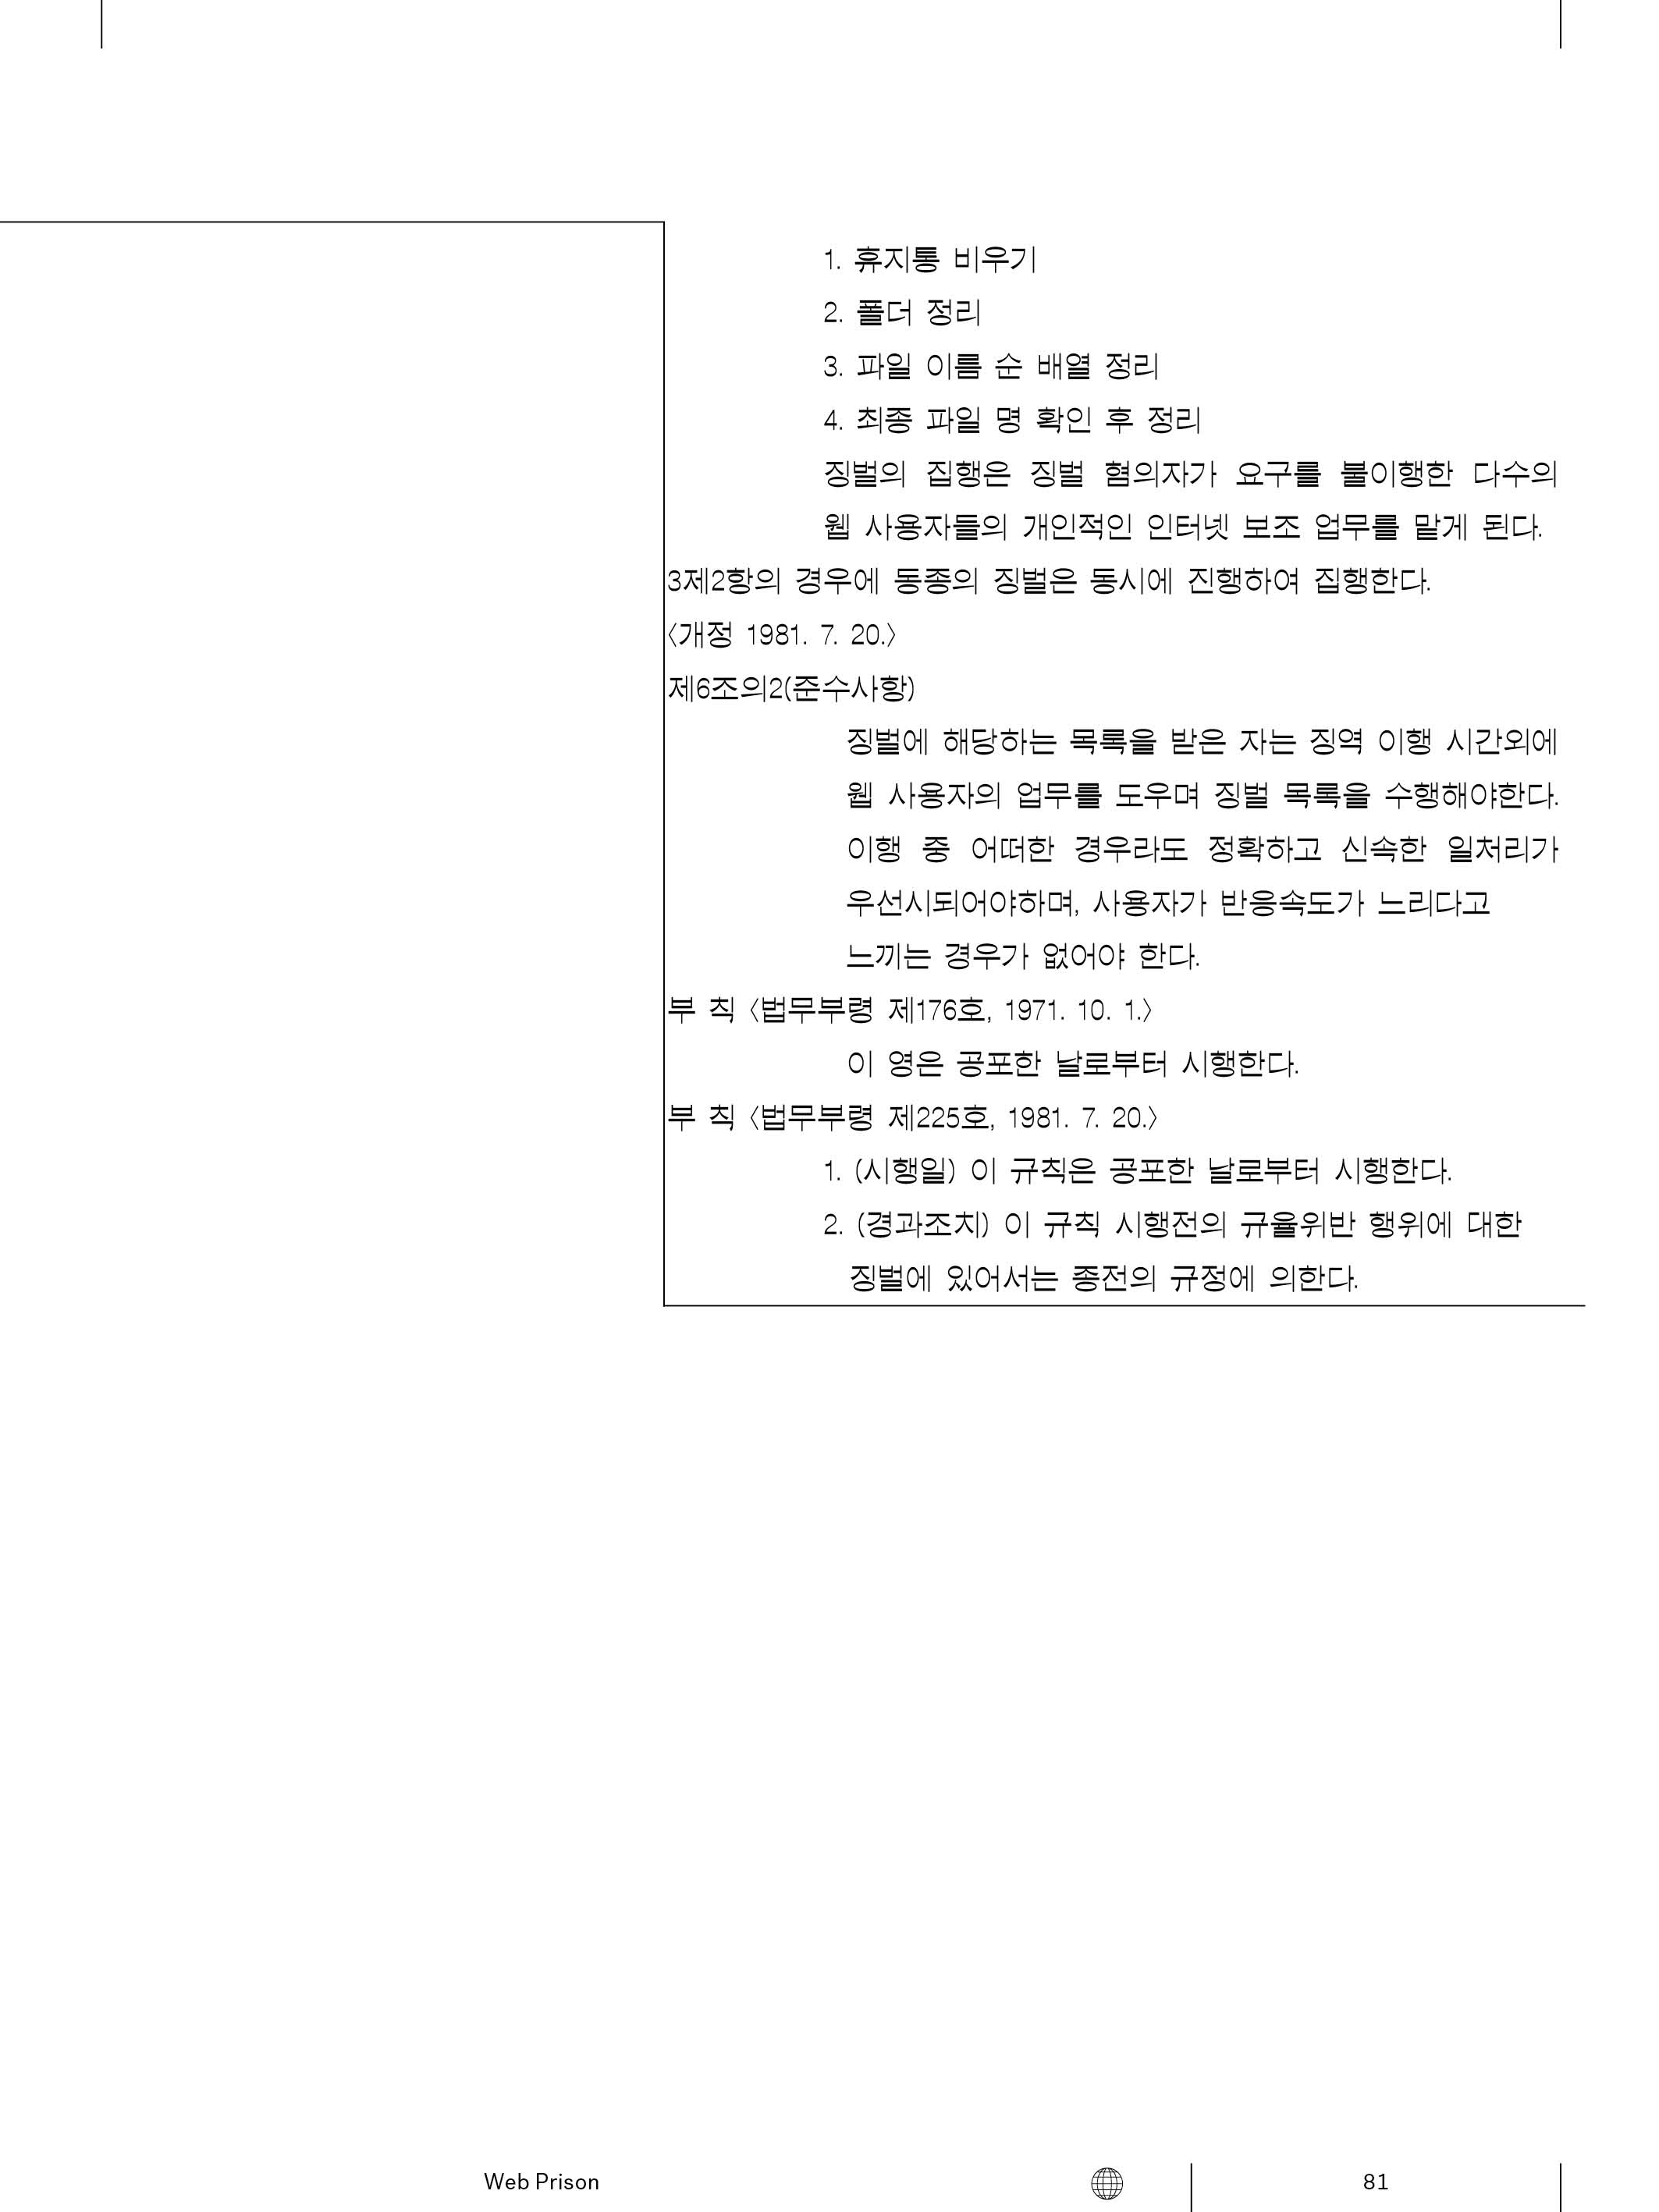 1. 휴지통 비우기
2. 폴더 정리
3. 파일 이름 순 배열 정리
4. 최종 파일 명 확인 후 정리
징벌의 집행은 징벌 혐의자가 요구를 불이행한 다수의
웹 사용자들의 개인적인 인터넷 보조 업무를 맡게 된다.
3제2항의 경우에 동종의 징벌은 동시에 진행하여 집행한다.
〈개정 1981. 7. 20.〉
제6조의2(준수사항)
징벌에 해당하는 목록을 받은 자는 징역 이행 시간외에
웹 사용자의 업무를 도우며 징벌 목록을 수행해야한다.
이행 중 어떠한 경우라도 정확하고 신속한 일처리가
우선시되어야하며, 사용자가 반응속도가 느리다고
느끼는 경우가 없어야 한다.
부 칙 〈법무부령 제176호, 1971. 10. 1.〉
이 영은 공포한 날로부터 시행한다.
부 칙 〈법무부령 제225호, 1981. 7. 20.〉
1. (시행일) 이 규칙은 공포한 날로부터 시행한다.
2. (경과조치) 이 규칙 시행전의 규율위반 행위에 대한
징벌에 있어서는 종전의 규정에 의한다.
Web Prison 81